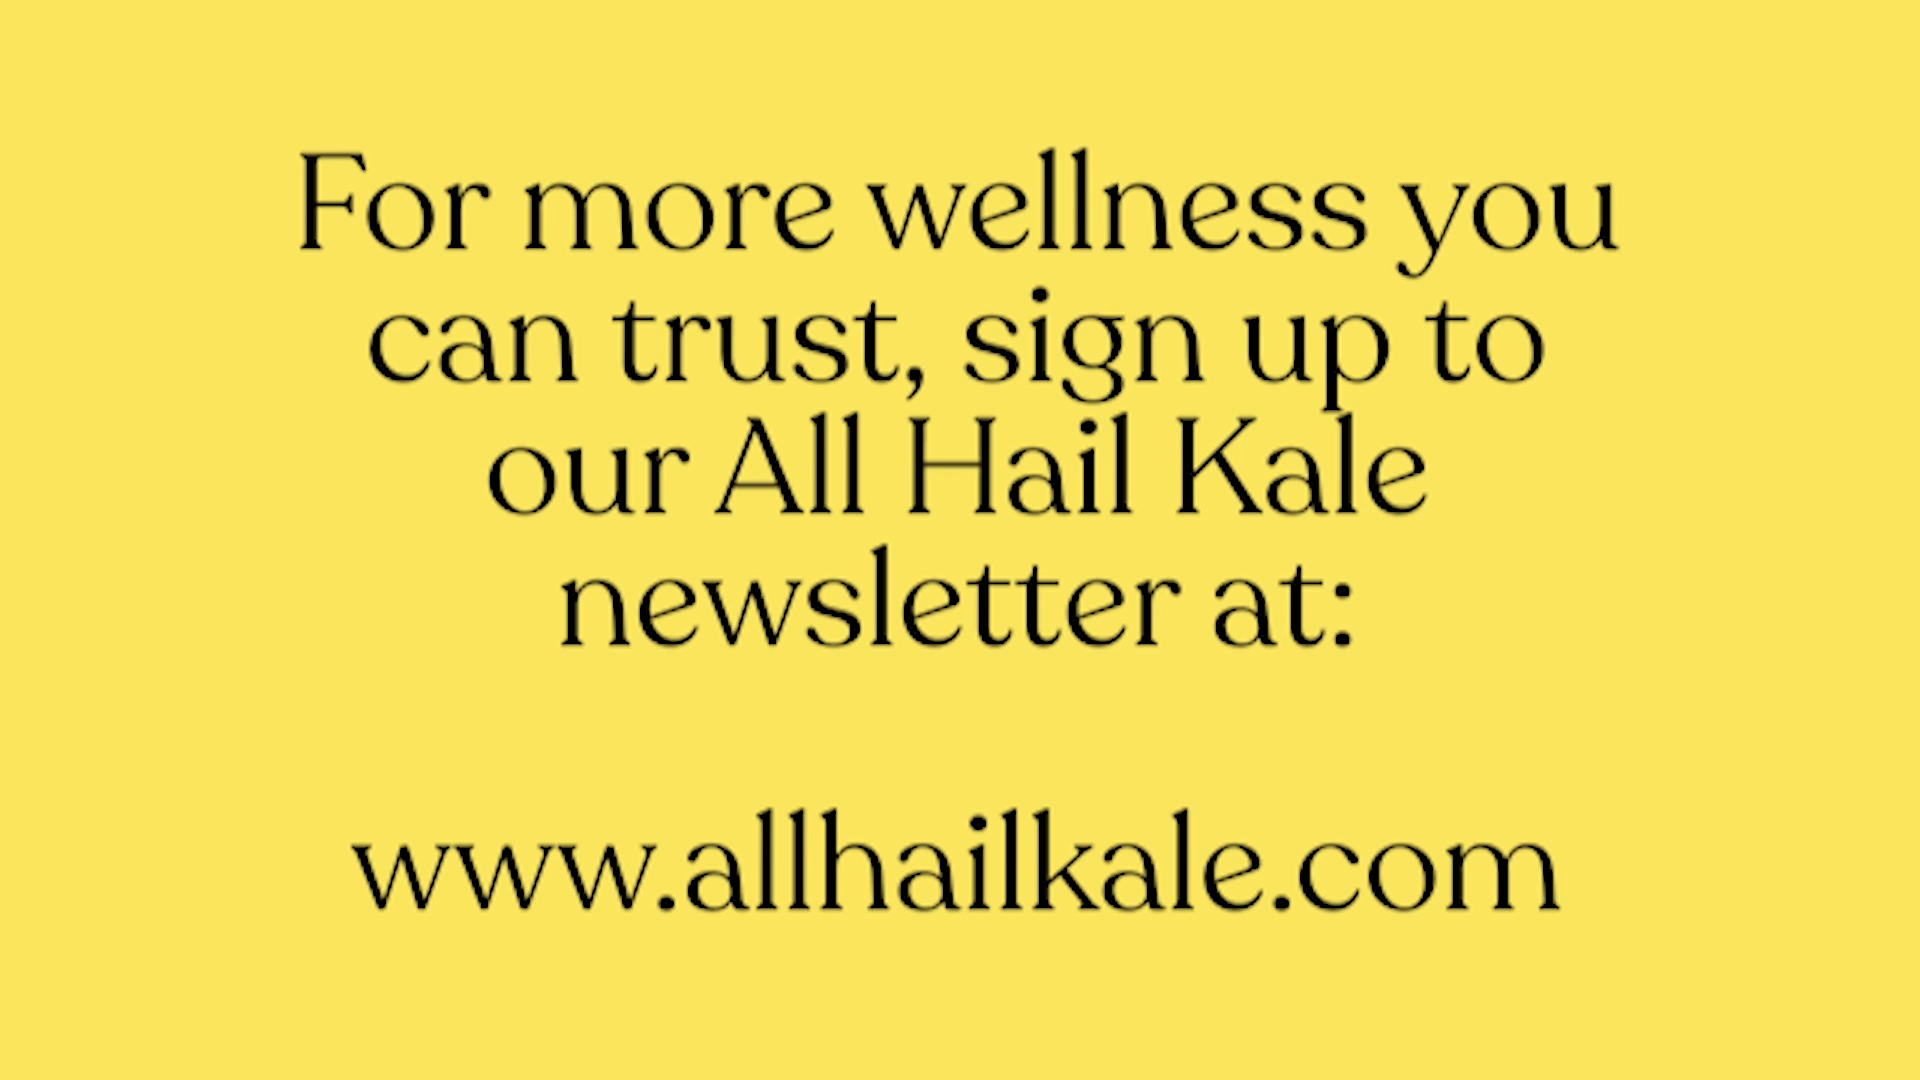 For more wellness you
can trust, sign up to
our All Hail Kale
newsletter at:
www.allhailkale.com